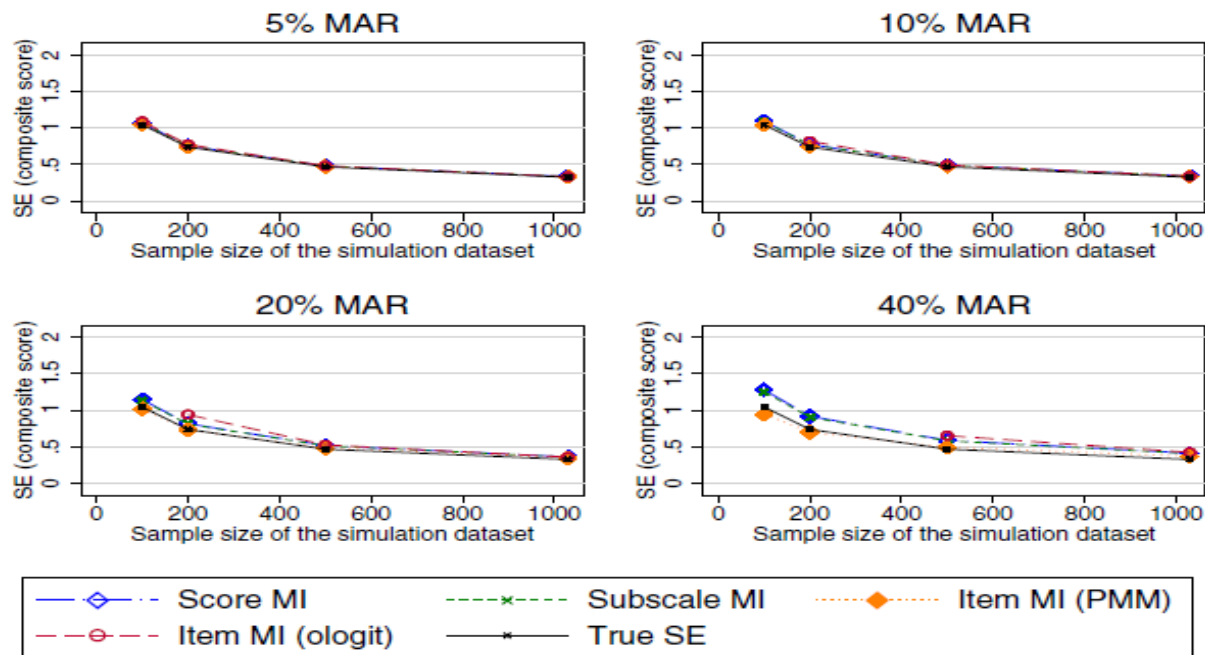 5% MAR
SE (composite score)
0 .5 1 1.5 2
0 200 400 600 800 1000
Sample size of the simulation dataset
10% MAR
SE (composite score)
0 .5 1 1.5 2
0 200 400 600 800 1000
Sample size of the simulation dataset
20% MAR
SE (composite score)
0 .5 1 1.5 2
0 200 400 600 800 1000
Sample size of the simulation dataset
40% MAR
SE (composite score)
0 .5 1 1.5 2
0 200 400 600 800 1000
Sample size of the simulation dataset
Score MI
Subscale MI
Item MI (PMM)
Item MI (ologit)
True SE